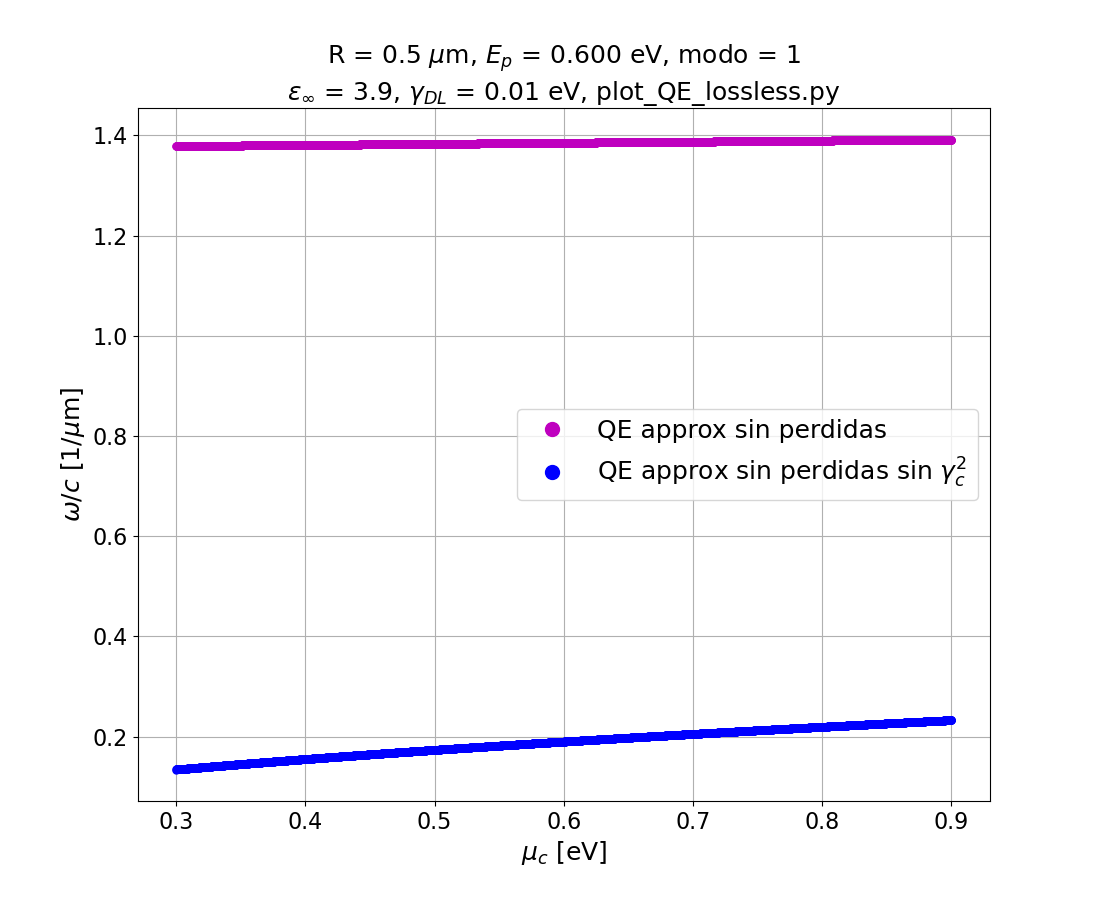 R = 0.5 μm, E_p = 0.600 eV, modo = 1
ε_∞ = 3.9, γ_DL = 0.01 eV, plot_QE_lossless.py
1.4
1.2
1.0
0.8
0.6
0.4
0.2
ω/c [1/μm]
QE approx sin perdidas
QE approx sin perdidas sin γ_c^2
0.3 0.4 0.5 0.6 0.7 0.8 0.9
μ_c [eV]